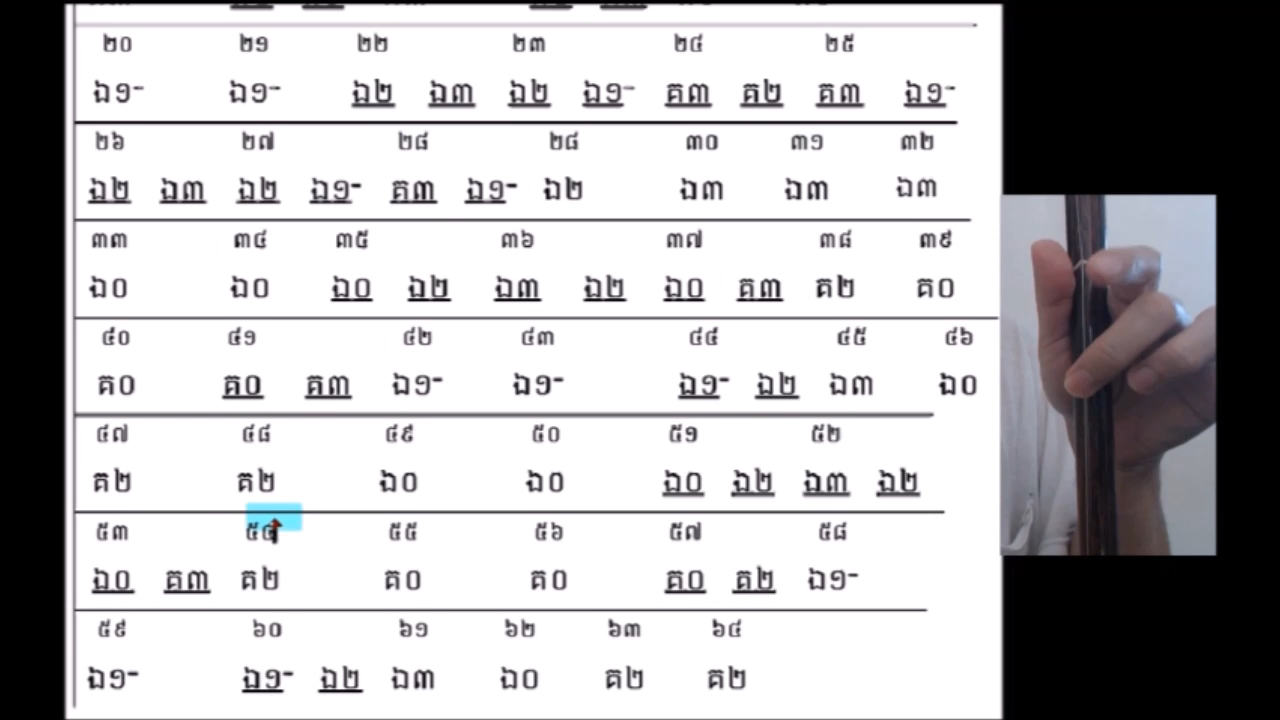 ២០ ២១ ២២ ២៣ ២៤ ២៥
ឯ១- ឯ១- ឯ២ ឯ៣ ឯ២ ឯ១- គ៣ គ២ គ៣ ឯ១-
២៦ ២៧ ២៨ ២៨ ៣០ ៣១ ៣២
ឯ២ ឯ៣ ឯ២ ឯ១- គ៣ ឯ១- ឯ២ ឯ៣ ឯ៣ ឯ៣
៣៣ ៣៤ ៣៥ ៣៦ ៣៧ ៣៨ ៣៩
ឯ០ ឯ០ ឯ០ ឯ២ ឯ៣ ឯ២ ឯ០ គ៣ គ២ គ០
៤០ ៤១ ៤២ ៤៣ ៤៤ ៤៥ ៤៦
គ០ គ០ គ៣ ឯ១- ឯ១- ឯ១- ឯ២ ឯ៣ ឯ០
៤៧ ៤៨ ៤៩ ៥០ ៥១ ៥២
គ២ គ២ ឯ០ ឯ០ ឯ០ ឯ២ ឯ៣ ឯ២
៥៣ ៥៤ ៥៥ ៥៦ ៥៧ ៥៨
ឯ០ គ៣ គ២ គ០ គ០ គ០ គ២ ឯ១-
៥៩ ៦០ ៦១ ៦២ ៦៣ ៦៤
ឯ១- ឯ១- ឯ២ ឯ៣ ឯ០ គ២ គ២